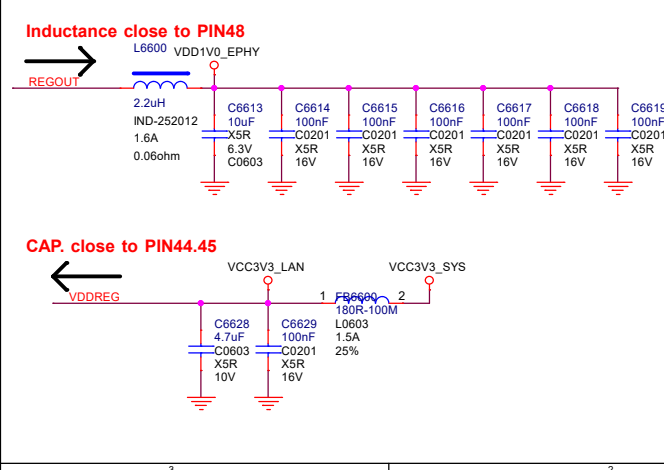 Inductance close to PIN48
L6600
VDD1V0_EPHY
REGOUT
2.2uH
IND-252012
1.6A
0.06ohm
C6613
10uF
X5R
6.3V
C0603
C6614
100nF
C0201
X5R
16V
C6615
100nF
C0201
X5R
16V
C6616
100nF
C0201
X5R
16V
C6617
100nF
C0201
X5R
16V
C6618
100nF
C0201
X5R
16V
C6619
100nF
C0201
X5R
16V
CAP. close to PIN44.45
VCC3V3_LAN
VCC3V3_SYS
VDDREG
1 FB6600 2
180R-100M
L0603
1.5A
25%
C6628
4.7uF
C0603
X5R
10V
C6629
100nF
C0201
X5R
16V
3
2